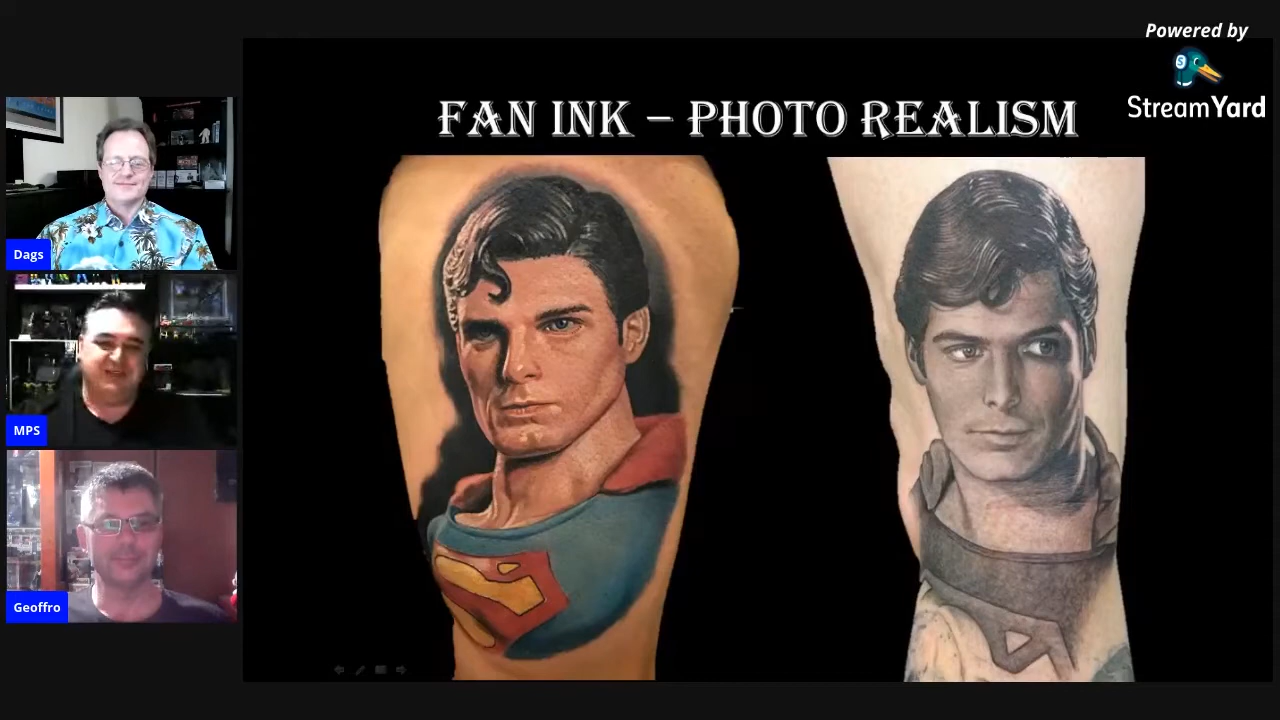 Powered by
StreamYard
FAN INK – PHOTO REALISM
Dags
MPS
Geoffro